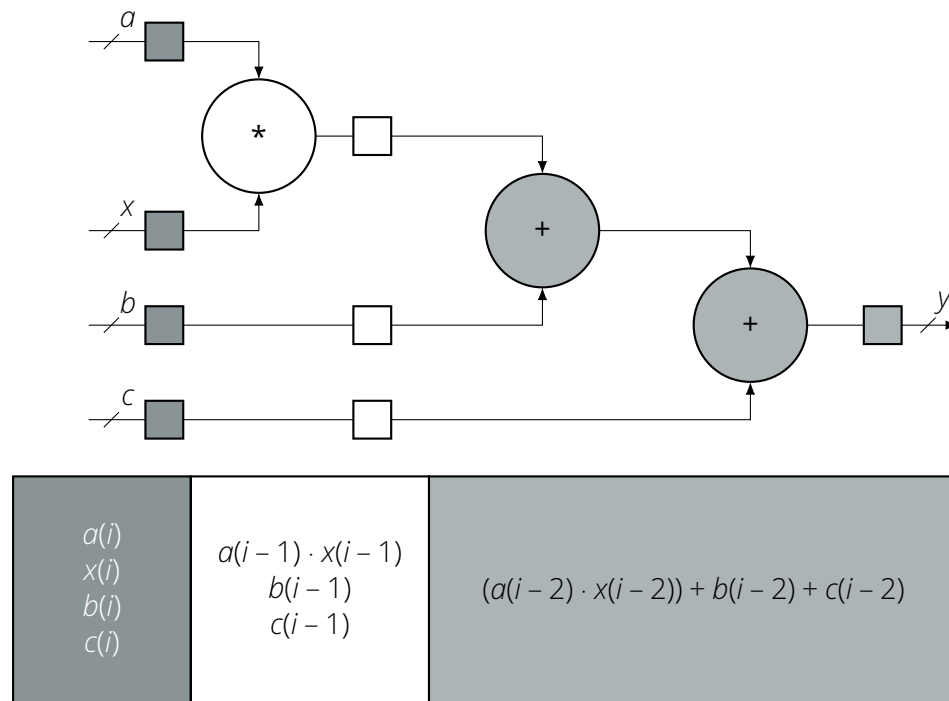 a
*
x
+
b
y
+
c
a(i)
x(i)
b(i)
c(i)
a(i – 1) · x(i – 1)
b(i – 1)
c(i – 1)
(a(i – 2) · x(i – 2)) + b(i – 2) + c(i – 2)